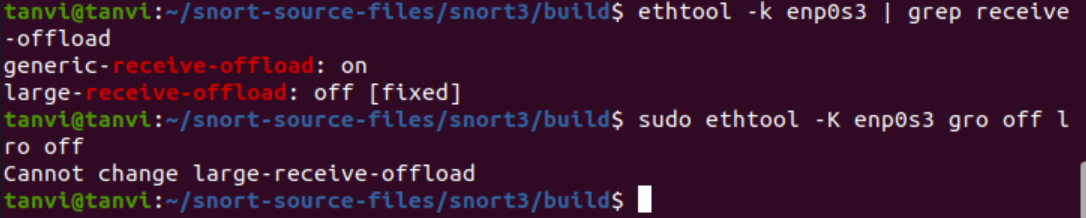 tanvi@tanvi:~/snort-source-files/snort3/build$ ethtool -k enp0s3 | grep receive
-offload
generic-receive-offload: on
large-receive-offload: off [fixed]
tanvi@tanvi:~/snort-source-files/snort3/build$ sudo ethtool -K enp0s3 gro off l
ro off
Cannot change large-receive-offload
tanvi@tanvi:~/snort-source-files/snort3/build$